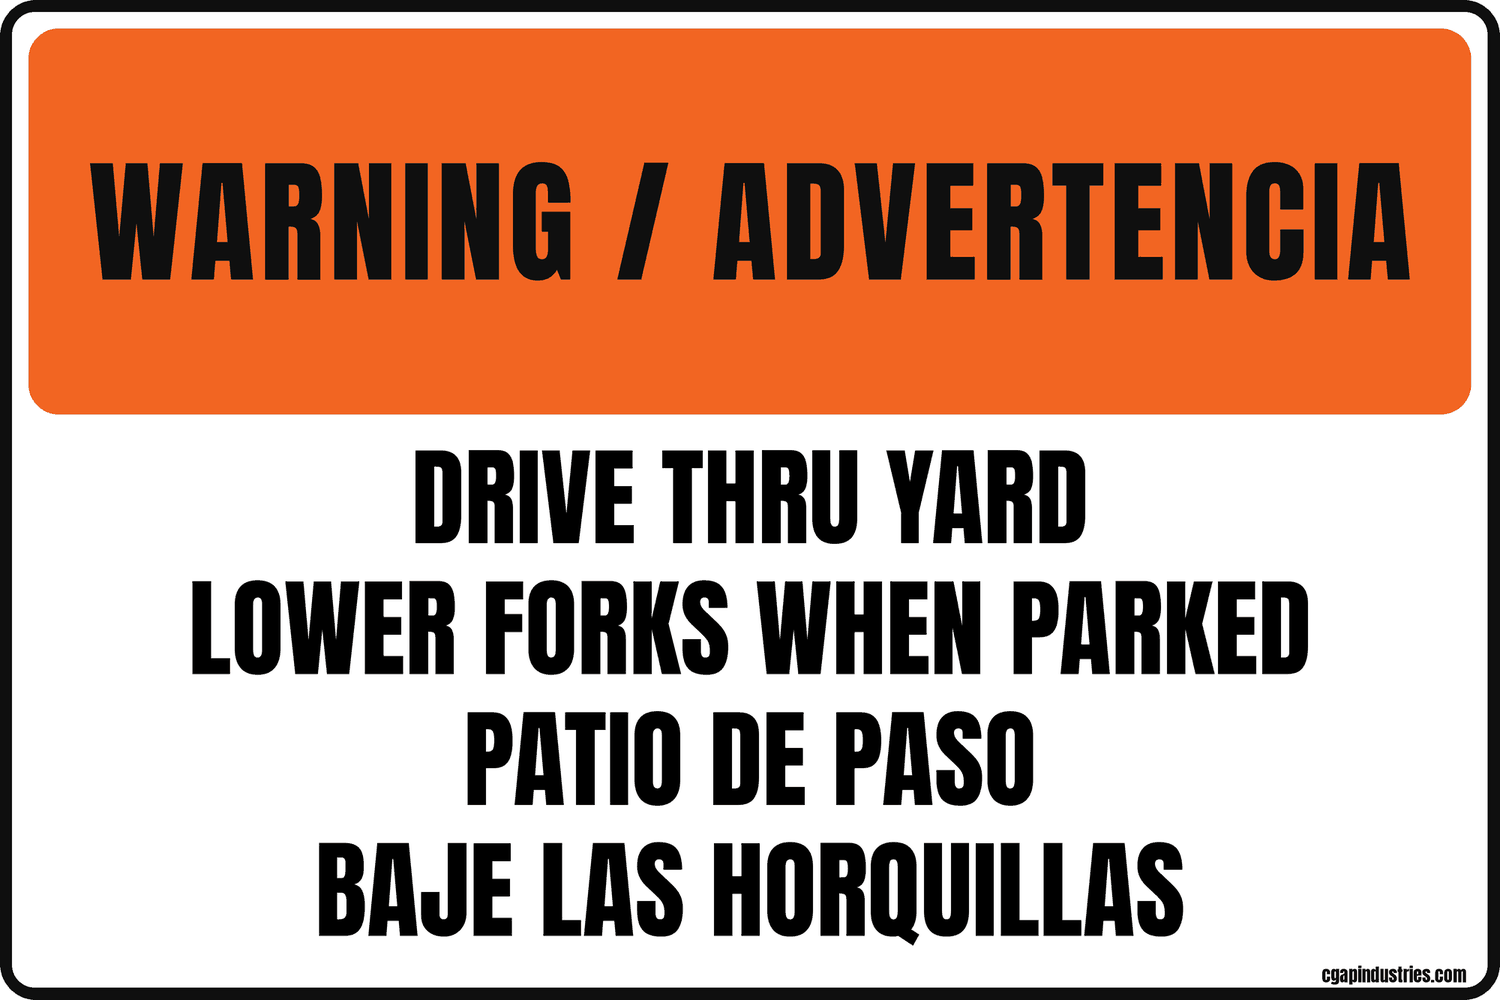 WARNING / ADVERTENCIA
DRIVE THRU YARD
LOWER FORKS WHEN PARKED
PATIO DE PASO
BAJE LAS HORQUILLAS
cgapindustries.com